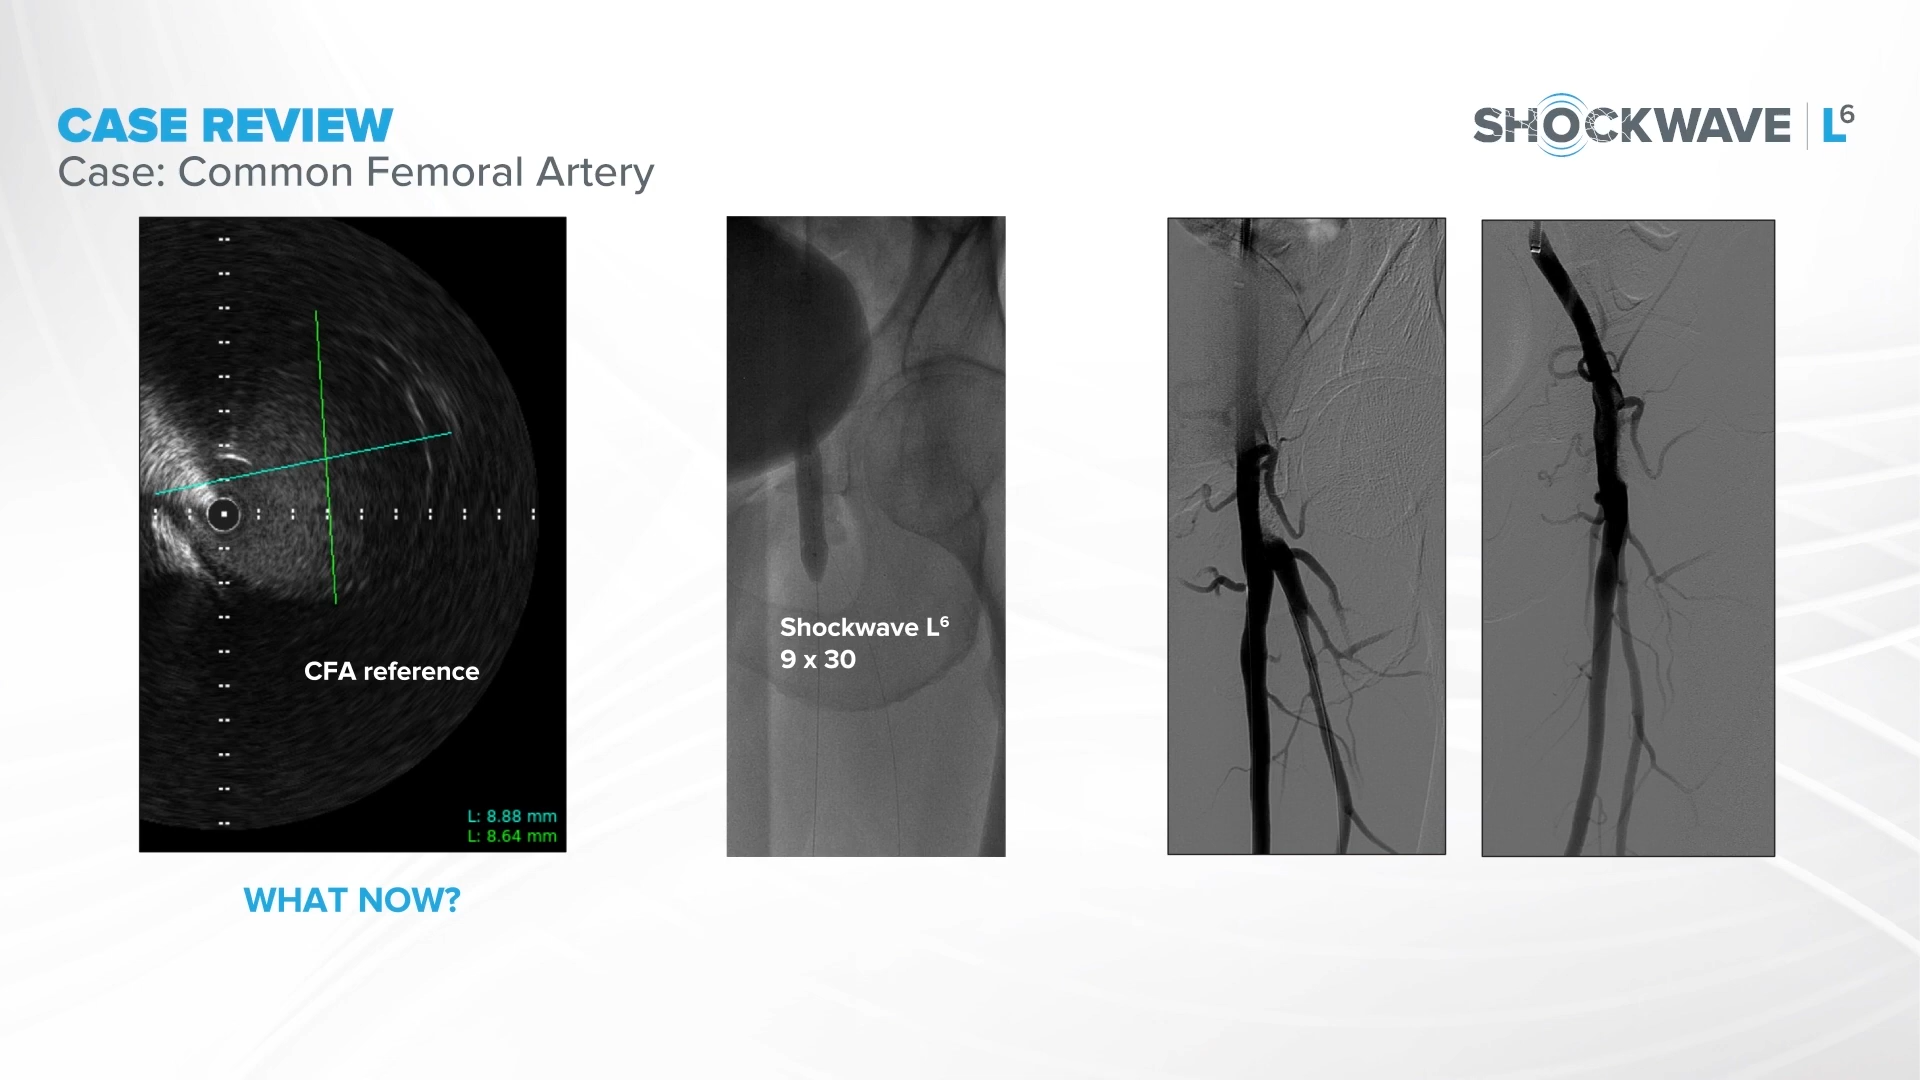 CASE REVIEW
Case: Common Femoral Artery
SHOCKWAVE | L⁶
CFA reference
L: 8.88 mm
L: 8.64 mm
WHAT NOW?
Shockwave L⁶
9 x 30